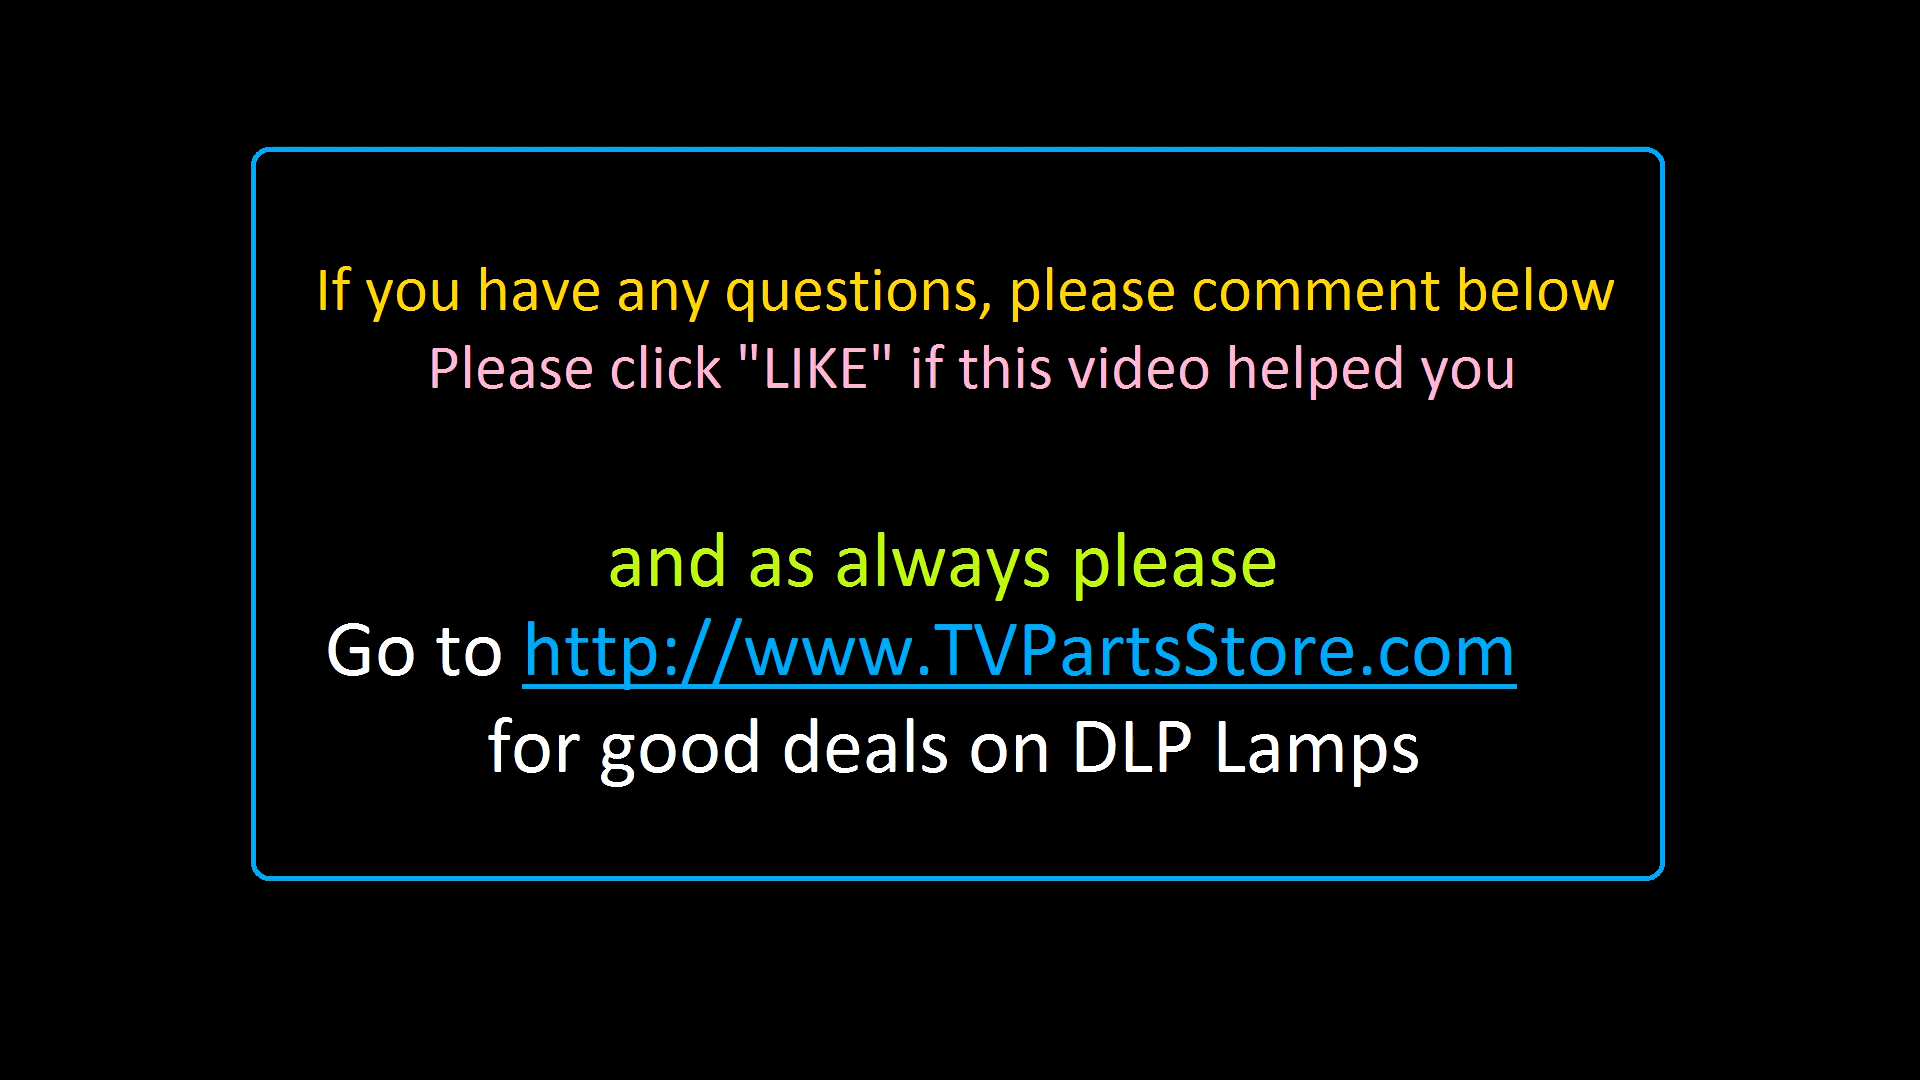 If you have any questions, please comment below
Please click "LIKE" if this video helped you
and as always please
Go to http://www.TVPartsStore.com
for good deals on DLP Lamps